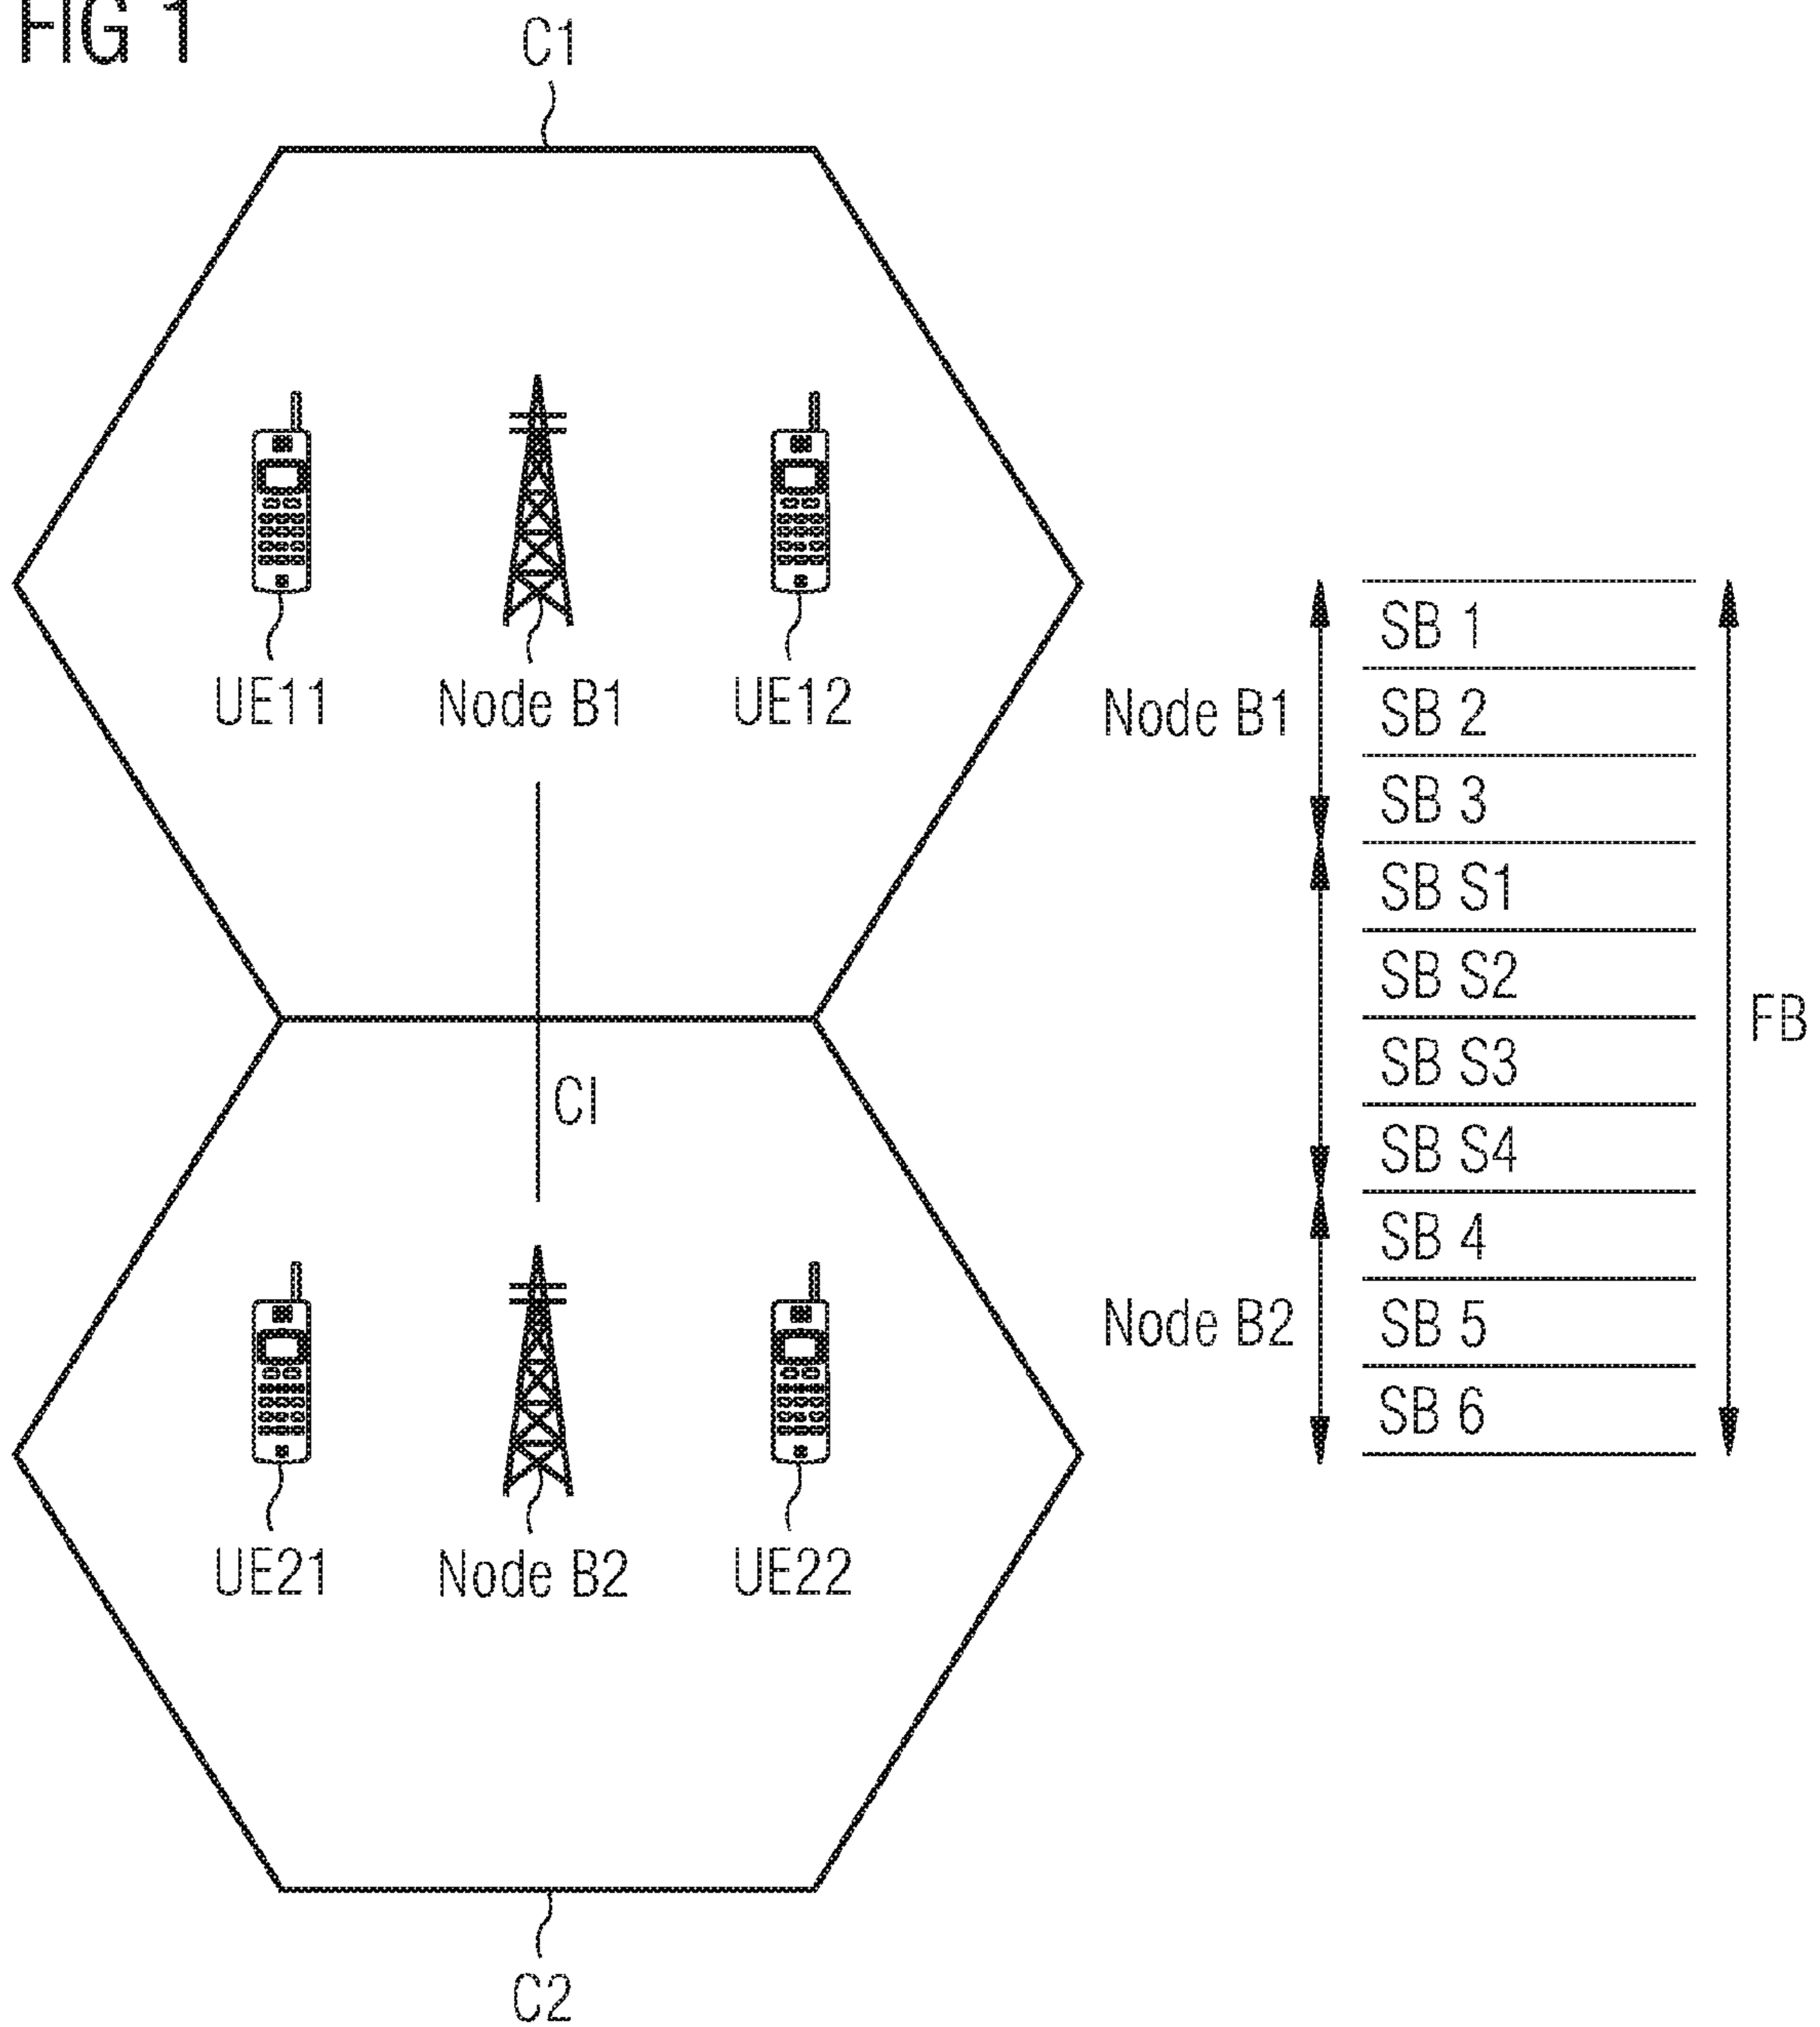 FIG 1
C1
UE11
Node B1
UE12
CI
UE21
Node B2
UE22
C2
Node B1
Node B2
SB 1
SB 2
SB 3
SB S1
SB S2
SB S3
SB S4
SB 4
SB 5
SB 6
FB